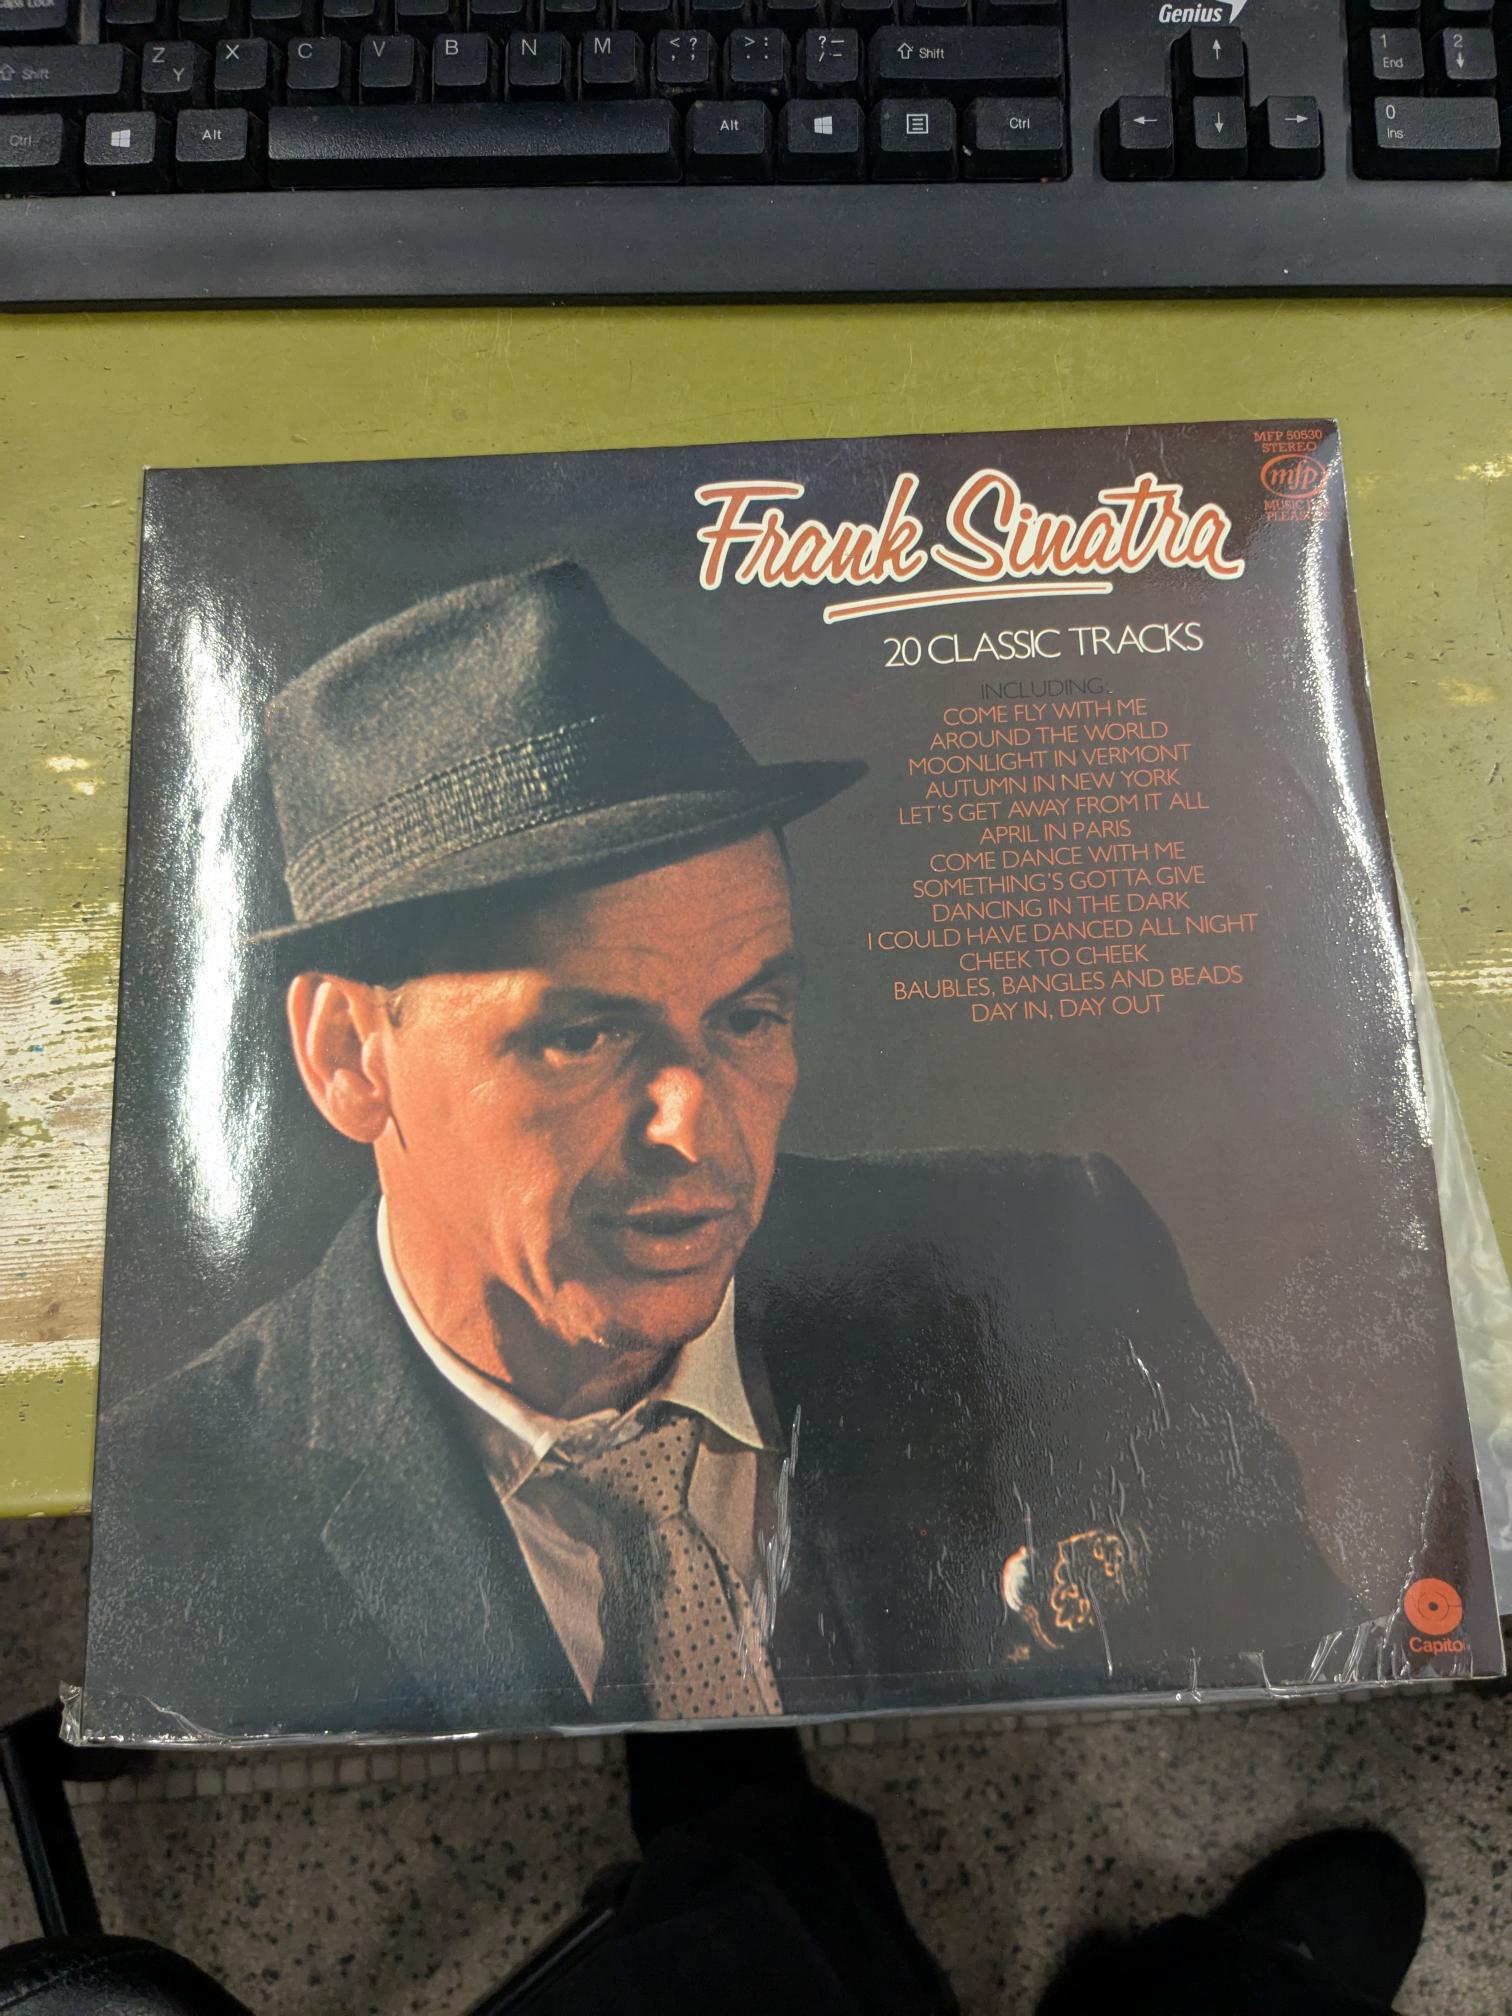 Caps Lock
Genius
Shift
Z
Y
X
C
V
B
N
M
< ?
, ;
> :
. :
? –
/ –
Shift
1
End
2
Ctrl
Alt
Alt
Ctrl
0
Ins
MFP 50530
STEREO
mfp
MUSIC
Frank Sinatra
20 CLASSIC TRACKS
INCLUDING:
COME FLY WITH ME
AROUND THE WORLD
MOONLIGHT IN VERMONT
AUTUMN IN NEW YORK
LET'S GET AWAY FROM IT ALL
APRIL IN PARIS
COME DANCE WITH ME
SOMETHING'S GOTTA GIVE
DANCING IN THE DARK
I COULD HAVE DANCED ALL NIGHT
CHEEK TO CHEEK
BAUBLES, BANGLES AND BEADS
DAY IN, DAY OUT
Capitol